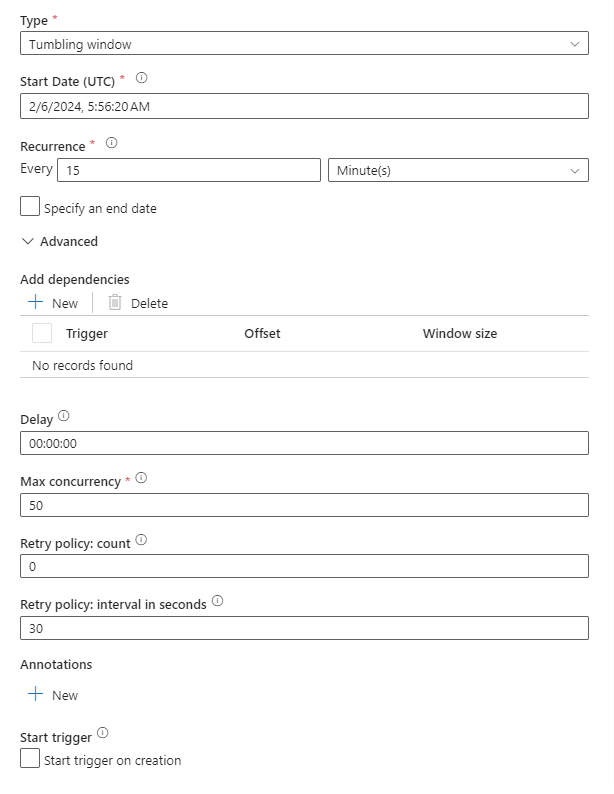 Type *
Tumbling window
Start Date (UTC) *
2/6/2024, 5:56:20 AM
Recurrence *
Every 15 Minute(s)
Specify an end date
Advanced
Add dependencies
New Delete
Trigger Offset Window size
No records found
Delay
00:00:00
Max concurrency *
50
Retry policy: count
0
Retry policy: interval in seconds
30
Annotations
New
Start trigger
Start trigger on creation